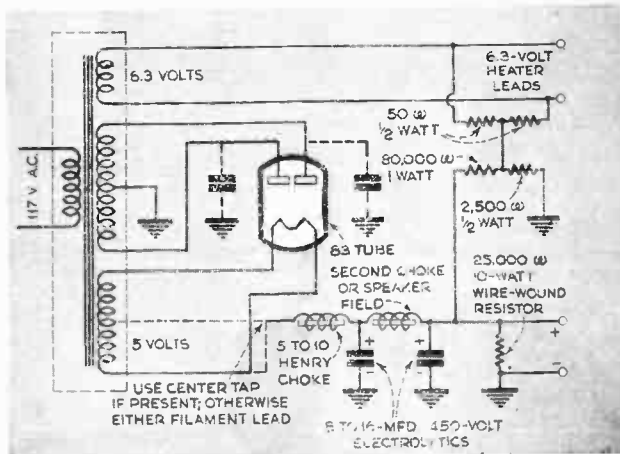 6.3 VOLTS
6.3-VOLT
HEATER
LEADS
50 ω
1/2 WATT
80,000 ω
1 WATT
2,500 ω
1/2 WATT
117 V. A.C.
83 TUBE
SECOND CHOKE
OR SPEAKER
FIELD
25,000 ω
10-WATT
WIRE-WOUND
RESISTOR
5 VOLTS
5 TO 10
HENRY
CHOKE
+
+
+
−
USE CENTER TAP
IF PRESENT; OTHERWISE
EITHER FILAMENT LEAD
8 TO 16-MFD. 450-VOLT
ELECTROLYTICS